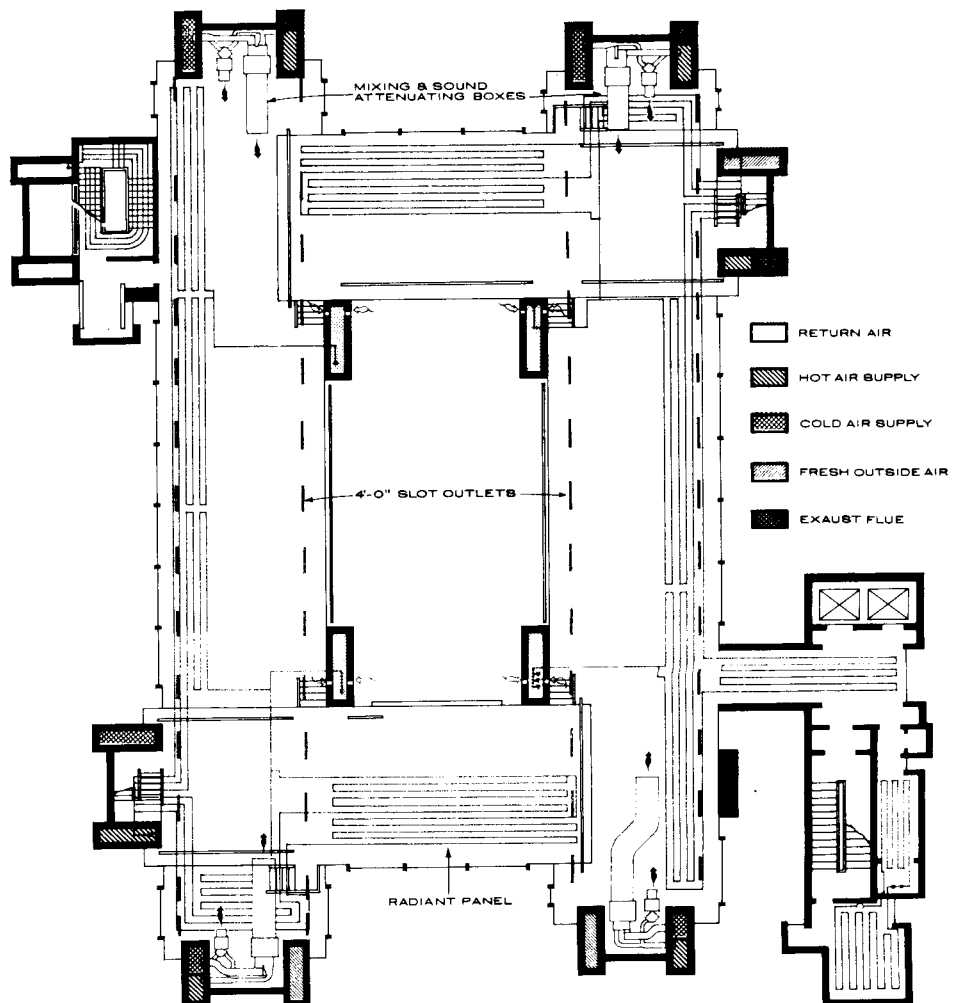 MIXING & SOUND
ATTENUATING BOXES
RETURN AIR
HOT AIR SUPPLY
COLD AIR SUPPLY
4'-0" SLOT OUTLETS
FRESH OUTSIDE AIR
EXAUST FLUE
RADIANT PANEL